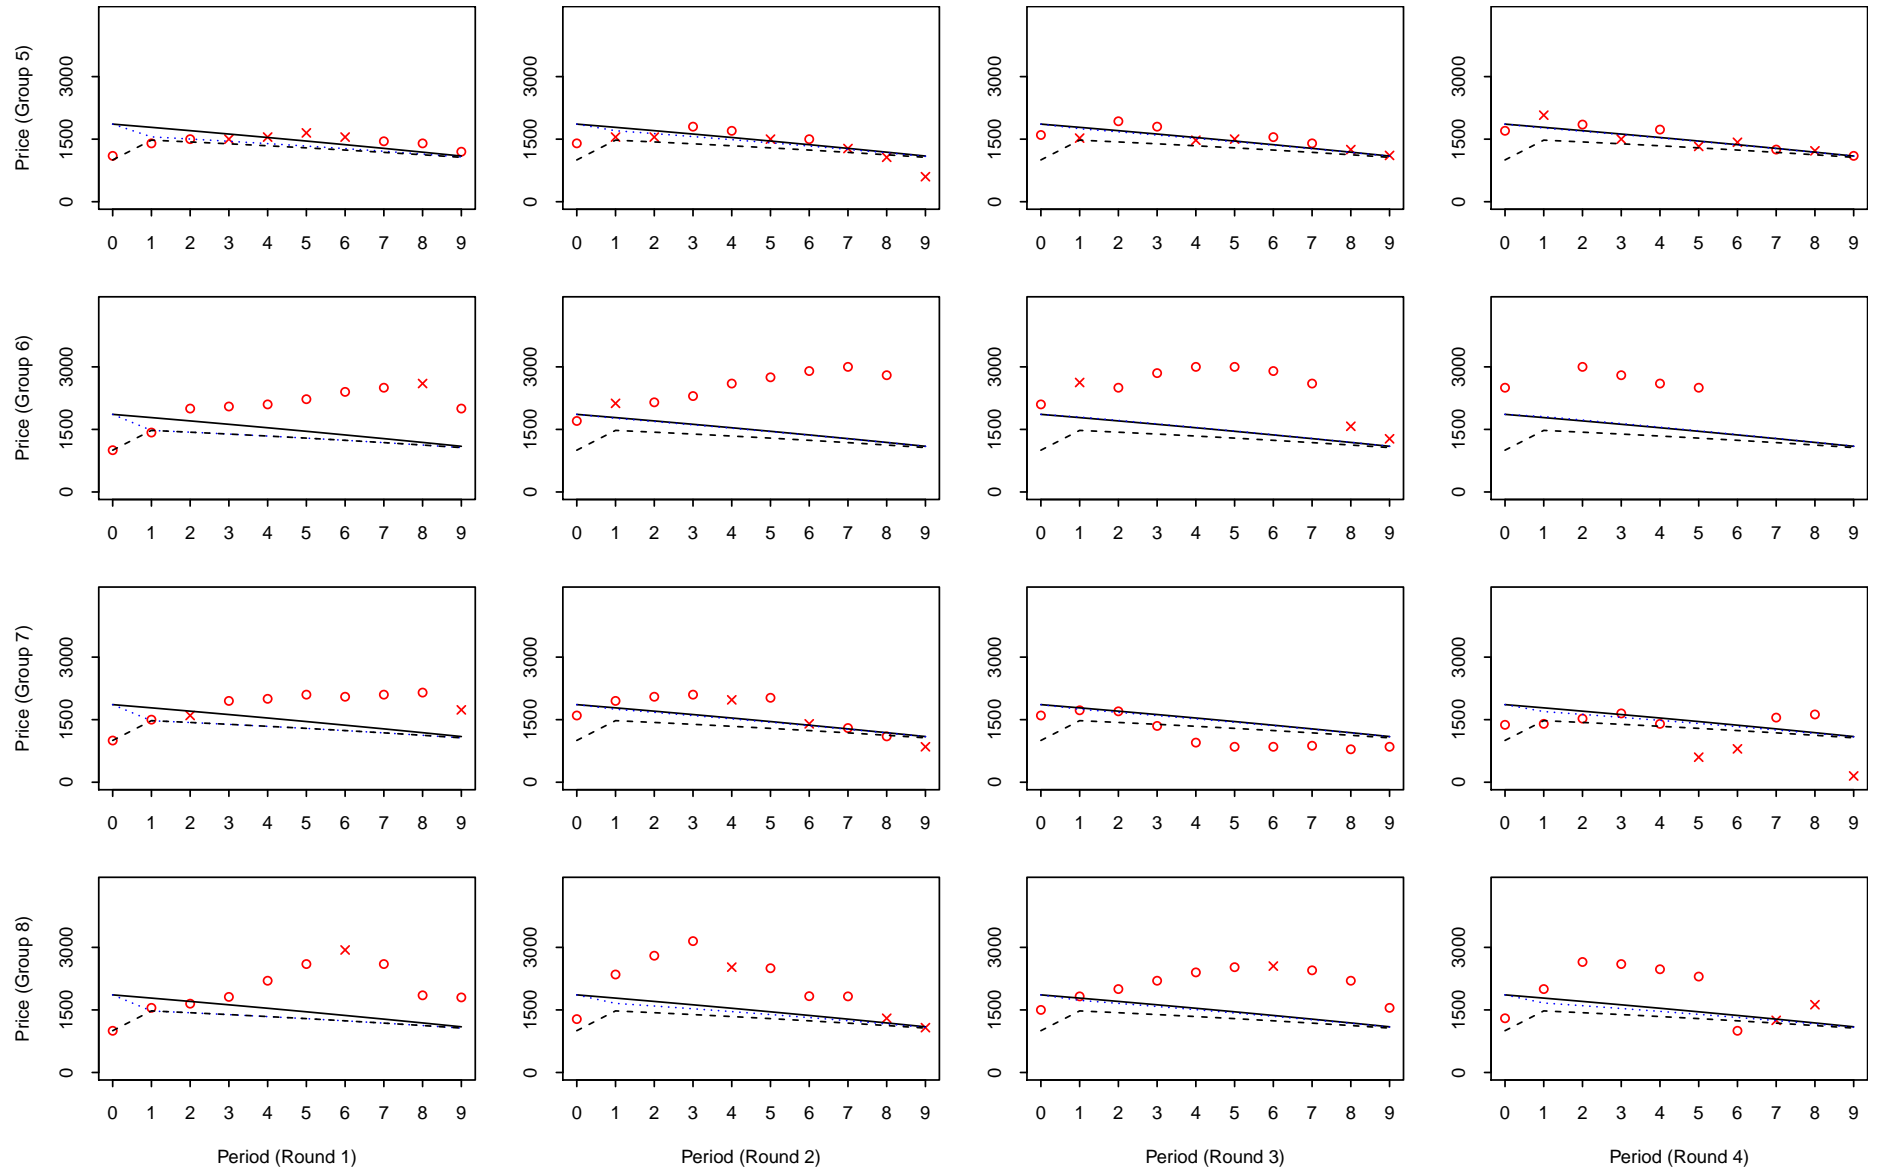 Price (Group 5)
0 1500 3000
0 1 2 3 4 5 6 7 8 9
0 1500 3000
0 1 2 3 4 5 6 7 8 9
0 1500 3000
0 1 2 3 4 5 6 7 8 9
0 1500 3000
0 1 2 3 4 5 6 7 8 9
Price (Group 6)
0 1500 3000
0 1 2 3 4 5 6 7 8 9
0 1500 3000
0 1 2 3 4 5 6 7 8 9
0 1500 3000
0 1 2 3 4 5 6 7 8 9
0 1500 3000
0 1 2 3 4 5 6 7 8 9
Price (Group 7)
0 1500 3000
0 1 2 3 4 5 6 7 8 9
0 1500 3000
0 1 2 3 4 5 6 7 8 9
0 1500 3000
0 1 2 3 4 5 6 7 8 9
0 1500 3000
0 1 2 3 4 5 6 7 8 9
Price (Group 8)
0 1500 3000
0 1 2 3 4 5 6 7 8 9
Period (Round 1)
0 1500 3000
0 1 2 3 4 5 6 7 8 9
Period (Round 2)
0 1500 3000
0 1 2 3 4 5 6 7 8 9
Period (Round 3)
0 1500 3000
0 1 2 3 4 5 6 7 8 9
Period (Round 4)